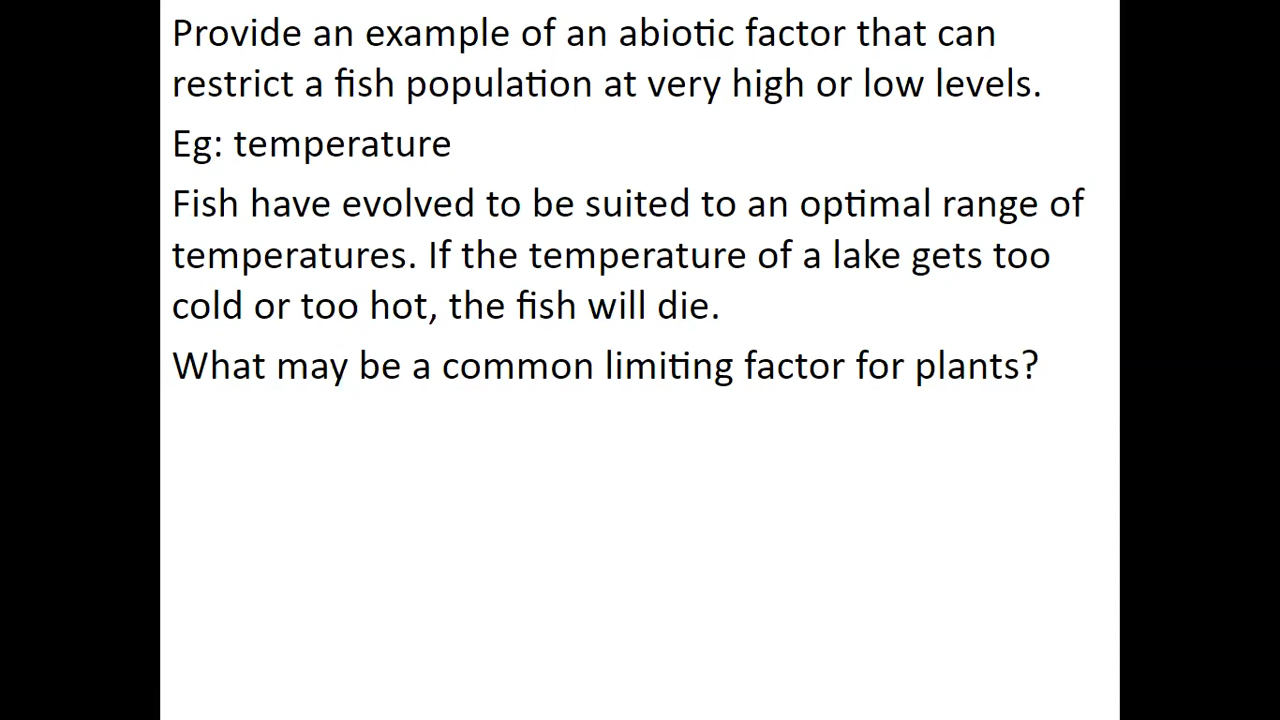 Provide an example of an abiotic factor that can
restrict a fish population at very high or low levels.
Eg: temperature
Fish have evolved to be suited to an optimal range of
temperatures. If the temperature of a lake gets too
cold or too hot, the fish will die.
What may be a common limiting factor for plants?